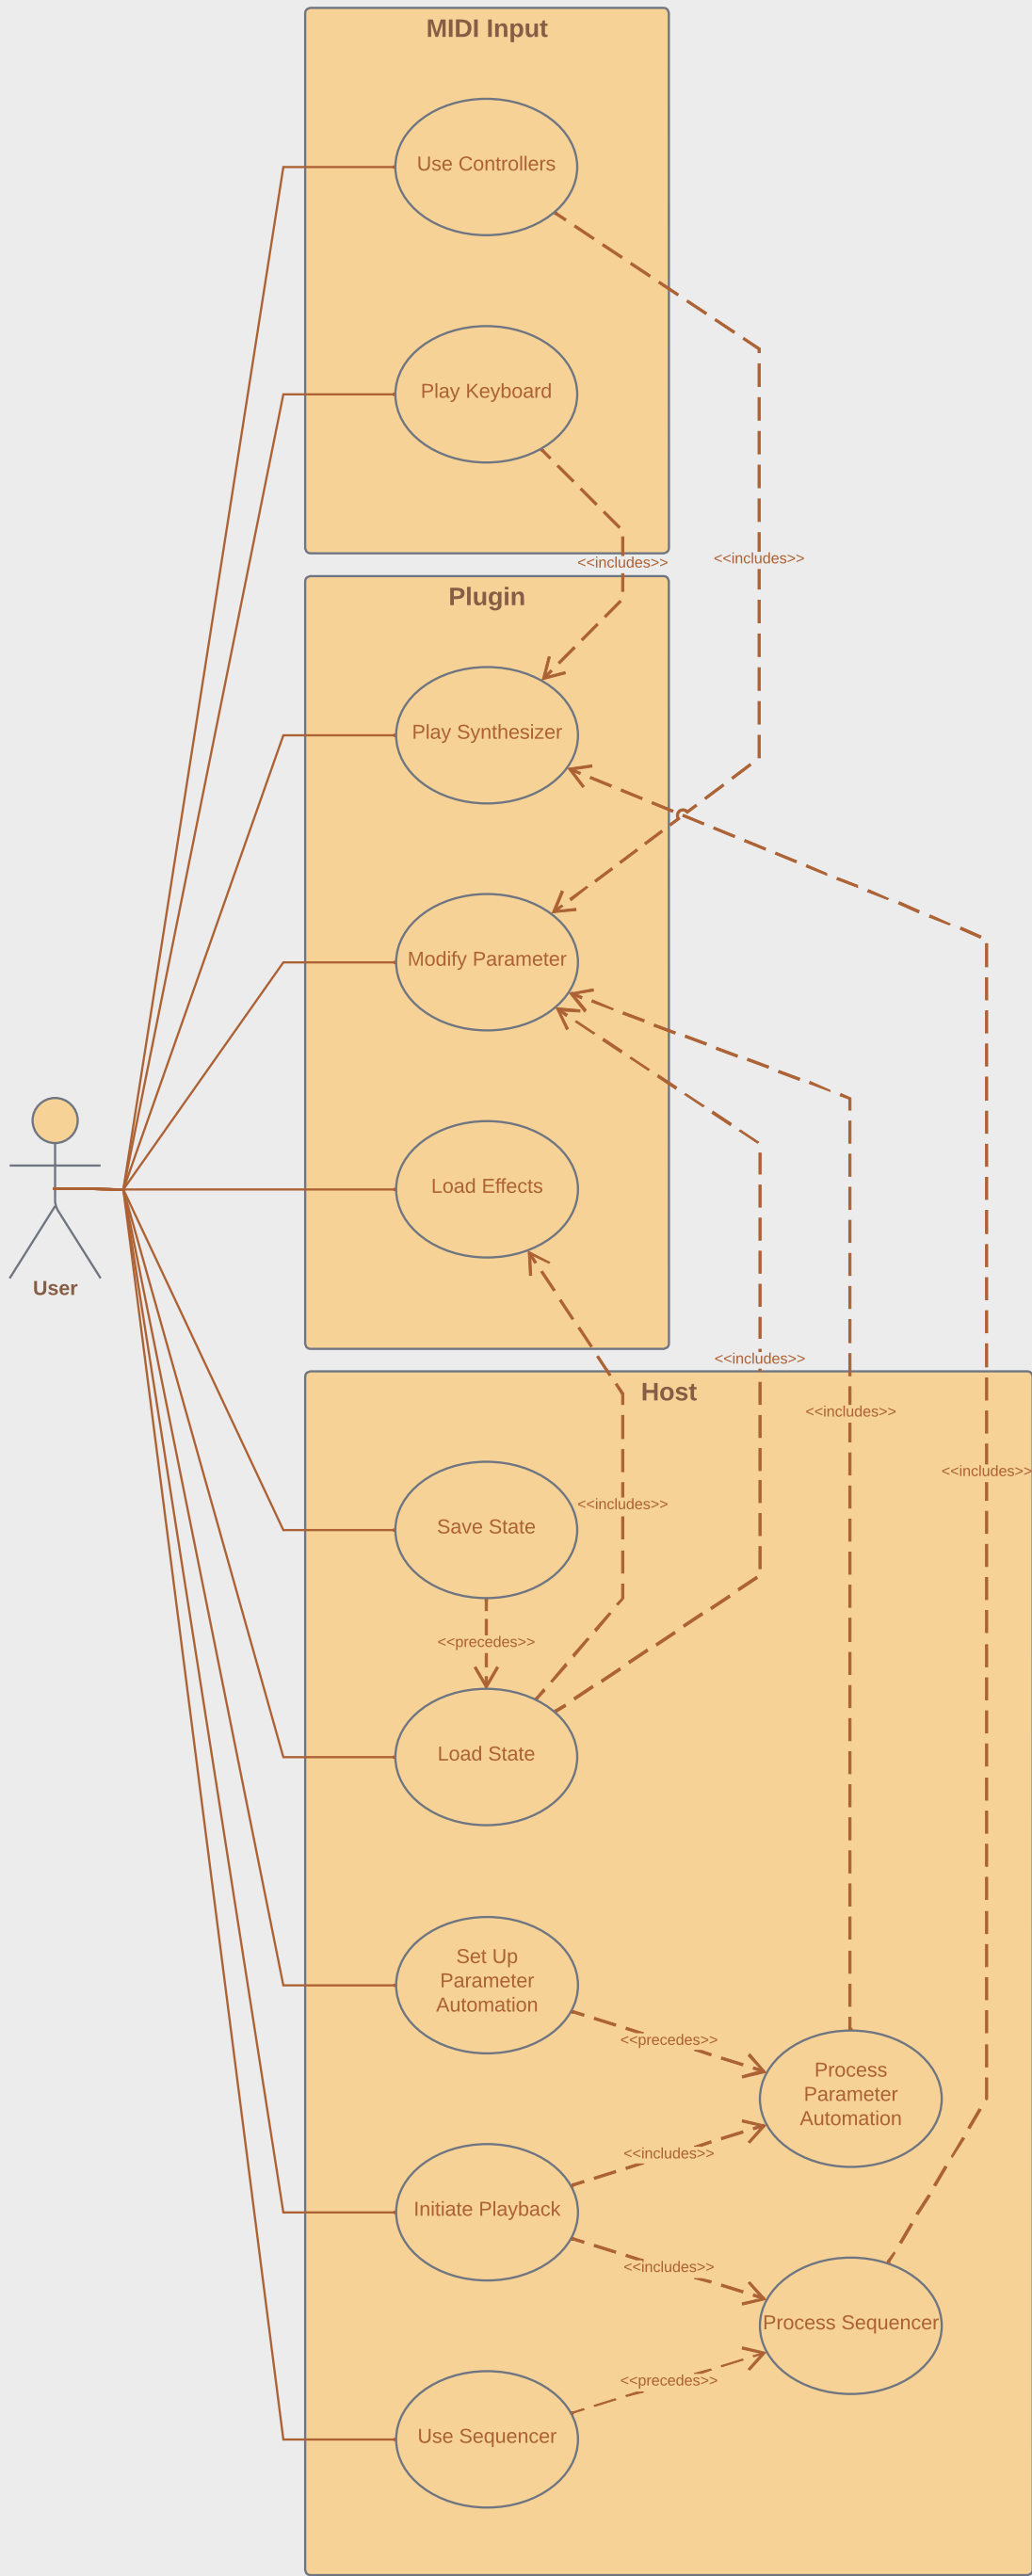 MIDI Input
Use Controllers
Play Keyboard
<<includes>>
<<includes>>
Plugin
Play Synthesizer
Modify Parameter
Load Effects
User
<<includes>>
Host
<<includes>>
<<includes>>
<<includes>>
Save State
<<precedes>>
Load State
Set Up
Parameter
Automation
<<precedes>>
Process
Parameter
Automation
<<includes>>
Initiate Playback
<<includes>>
Process Sequencer
<<precedes>>
Use Sequencer